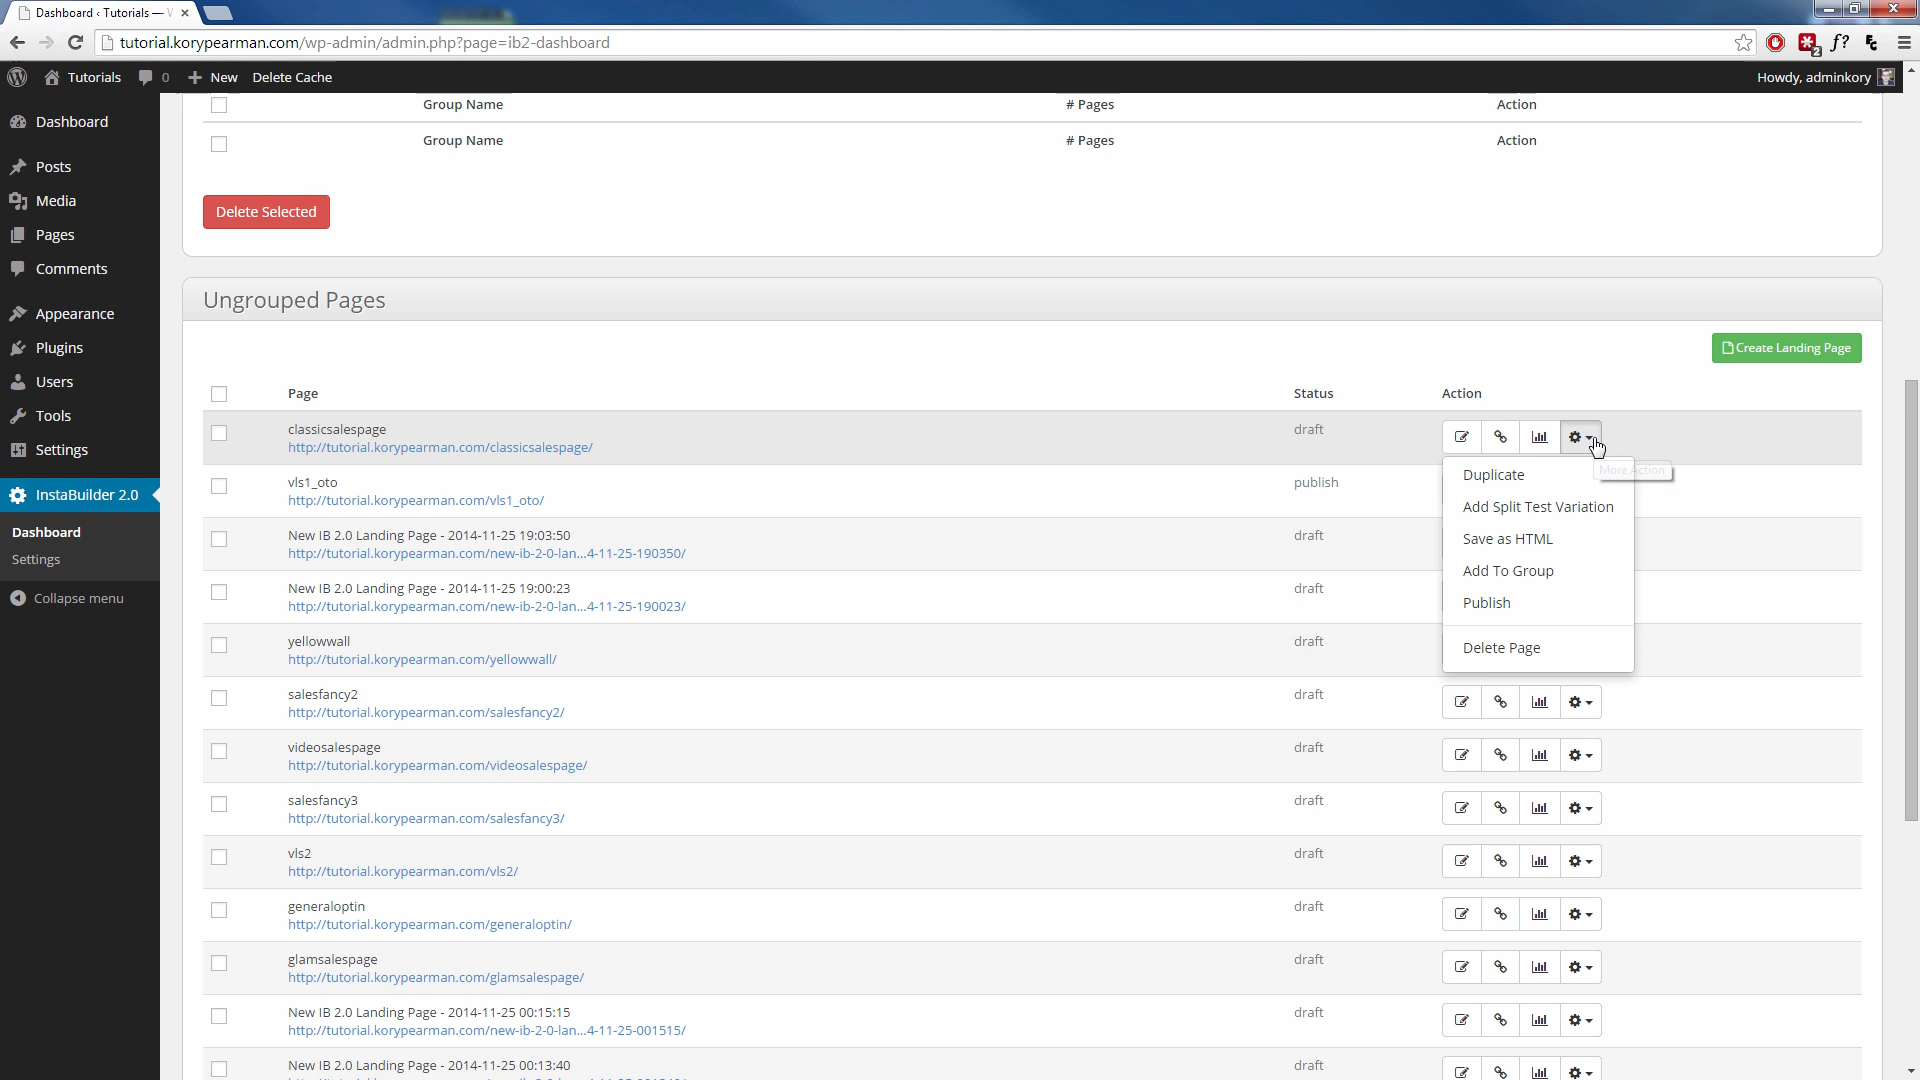 Dashboard ‹ Tutorials —
tutorial.korypearman.com/wp-admin/admin.php?page=ib2-dashboard
f?
2
Tutorials 0 New Delete Cache Howdy, adminkory
Dashboard
Posts
Media
Pages
Comments
Appearance
Plugins
Users
Tools
Settings
InstaBuilder 2.0
Dashboard
Settings
Collapse menu
Group Name # Pages Action
Group Name # Pages Action
Delete Selected
Ungrouped Pages
Create Landing Page
Page Status Action
classicsalespage draft
http://tutorial.korypearman.com/classicsalespage/
vls1_oto publish
http://tutorial.korypearman.com/vls1_oto/
New IB 2.0 Landing Page - 2014-11-25 19:03:50 draft
http://tutorial.korypearman.com/new-ib-2-0-lan...4-11-25-190350/
New IB 2.0 Landing Page - 2014-11-25 19:00:23 draft
http://tutorial.korypearman.com/new-ib-2-0-lan...4-11-25-190023/
yellowwall draft
http://tutorial.korypearman.com/yellowwall/
salesfancy2 draft
http://tutorial.korypearman.com/salesfancy2/
videosalespage draft
http://tutorial.korypearman.com/videosalespage/
salesfancy3 draft
http://tutorial.korypearman.com/salesfancy3/
vls2 draft
http://tutorial.korypearman.com/vls2/
generaloptin draft
http://tutorial.korypearman.com/generaloptin/
glamsalespage draft
http://tutorial.korypearman.com/glamsalespage/
New IB 2.0 Landing Page - 2014-11-25 00:15:15 draft
http://tutorial.korypearman.com/new-ib-2-0-lan...4-11-25-001515/
New IB 2.0 Landing Page - 2014-11-25 00:13:40 draft
More Action
Duplicate
Add Split Test Variation
Save as HTML
Add To Group
Publish
Delete Page